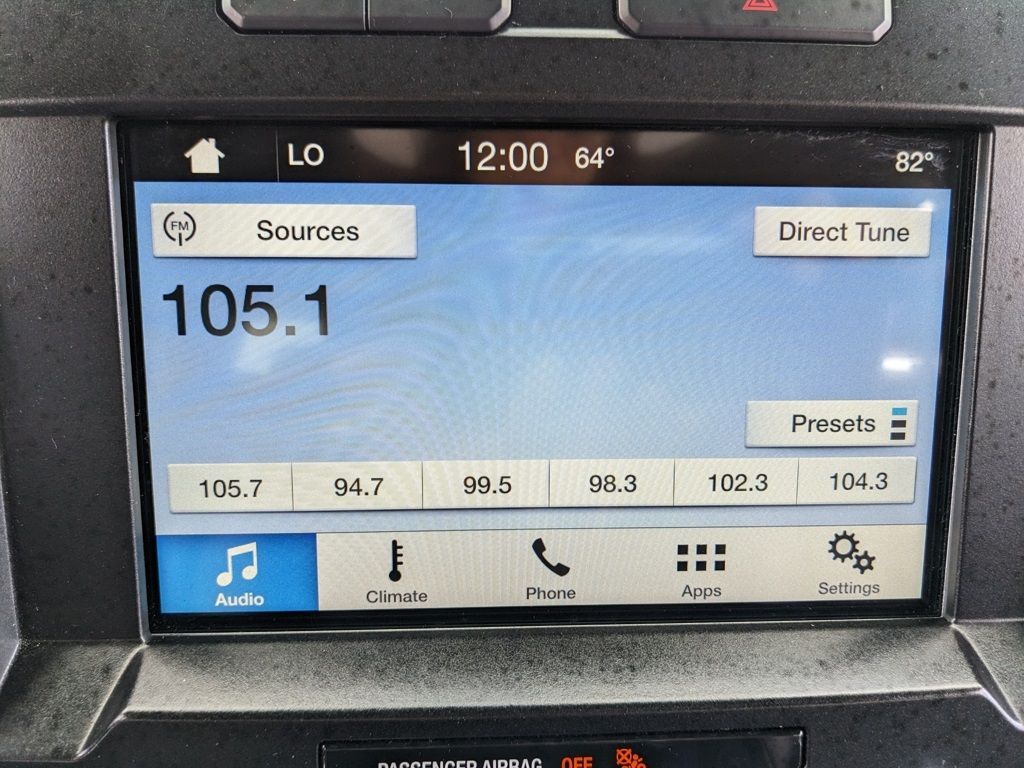 LO 12:00 64° 82°
FM Sources Direct Tune
105.1
Presets
105.7 94.7 99.5 98.3 102.3 104.3
Audio Climate Phone Apps Settings
PASSENGER AIRBAG OFF